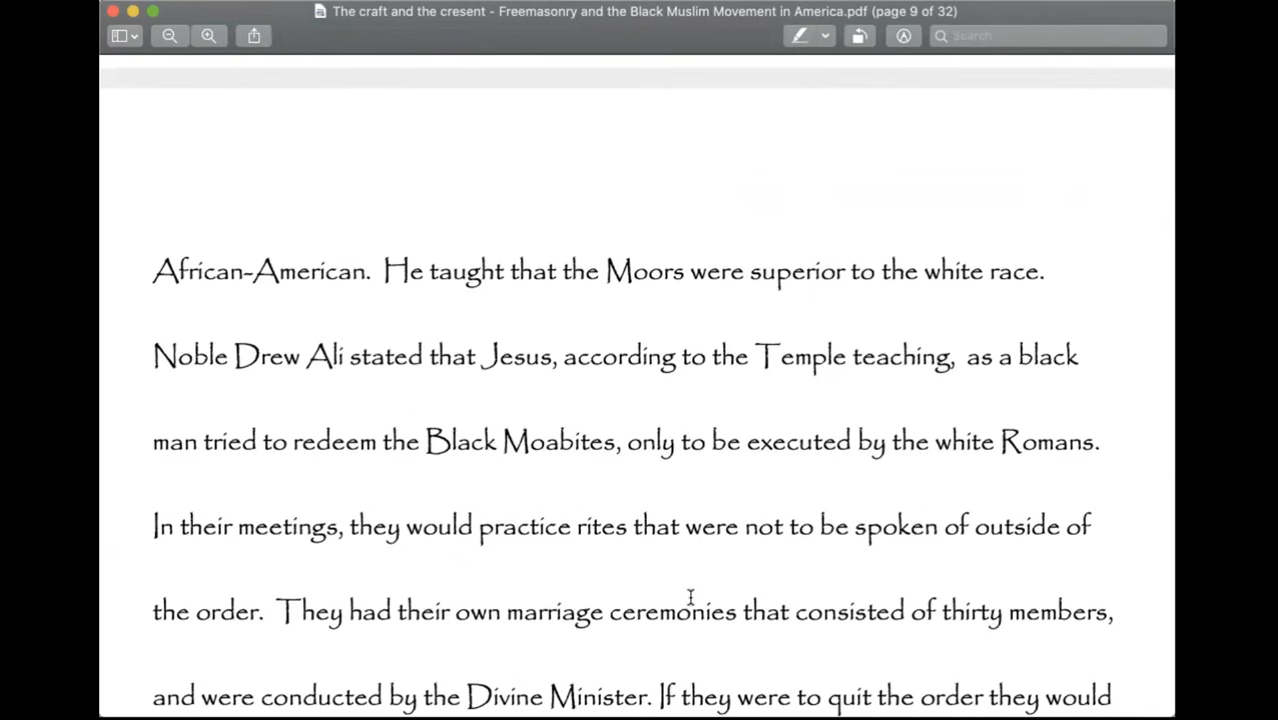 The craft and the cresent - Freemasonry and the Black Muslim Movement in America.pdf (page 9 of 32)
Search
African-American.  He taught that the Moors were superior to the white race.
Noble Drew Ali stated that Jesus, according to the Temple teaching,  as a black
man tried to redeem the Black Moabites, only to be executed by the white Romans.
In their meetings, they would practice rites that were not to be spoken of outside of
the order.  They had their own marriage ceremonies that consisted of thirty members,
and were conducted by the Divine Minister. If they were to quit the order they would